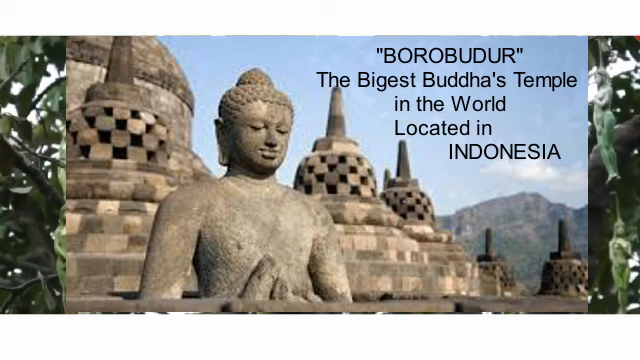 "BOROBUDUR"
The Bigest Buddha's Temple
in the World
Located in
INDONESIA